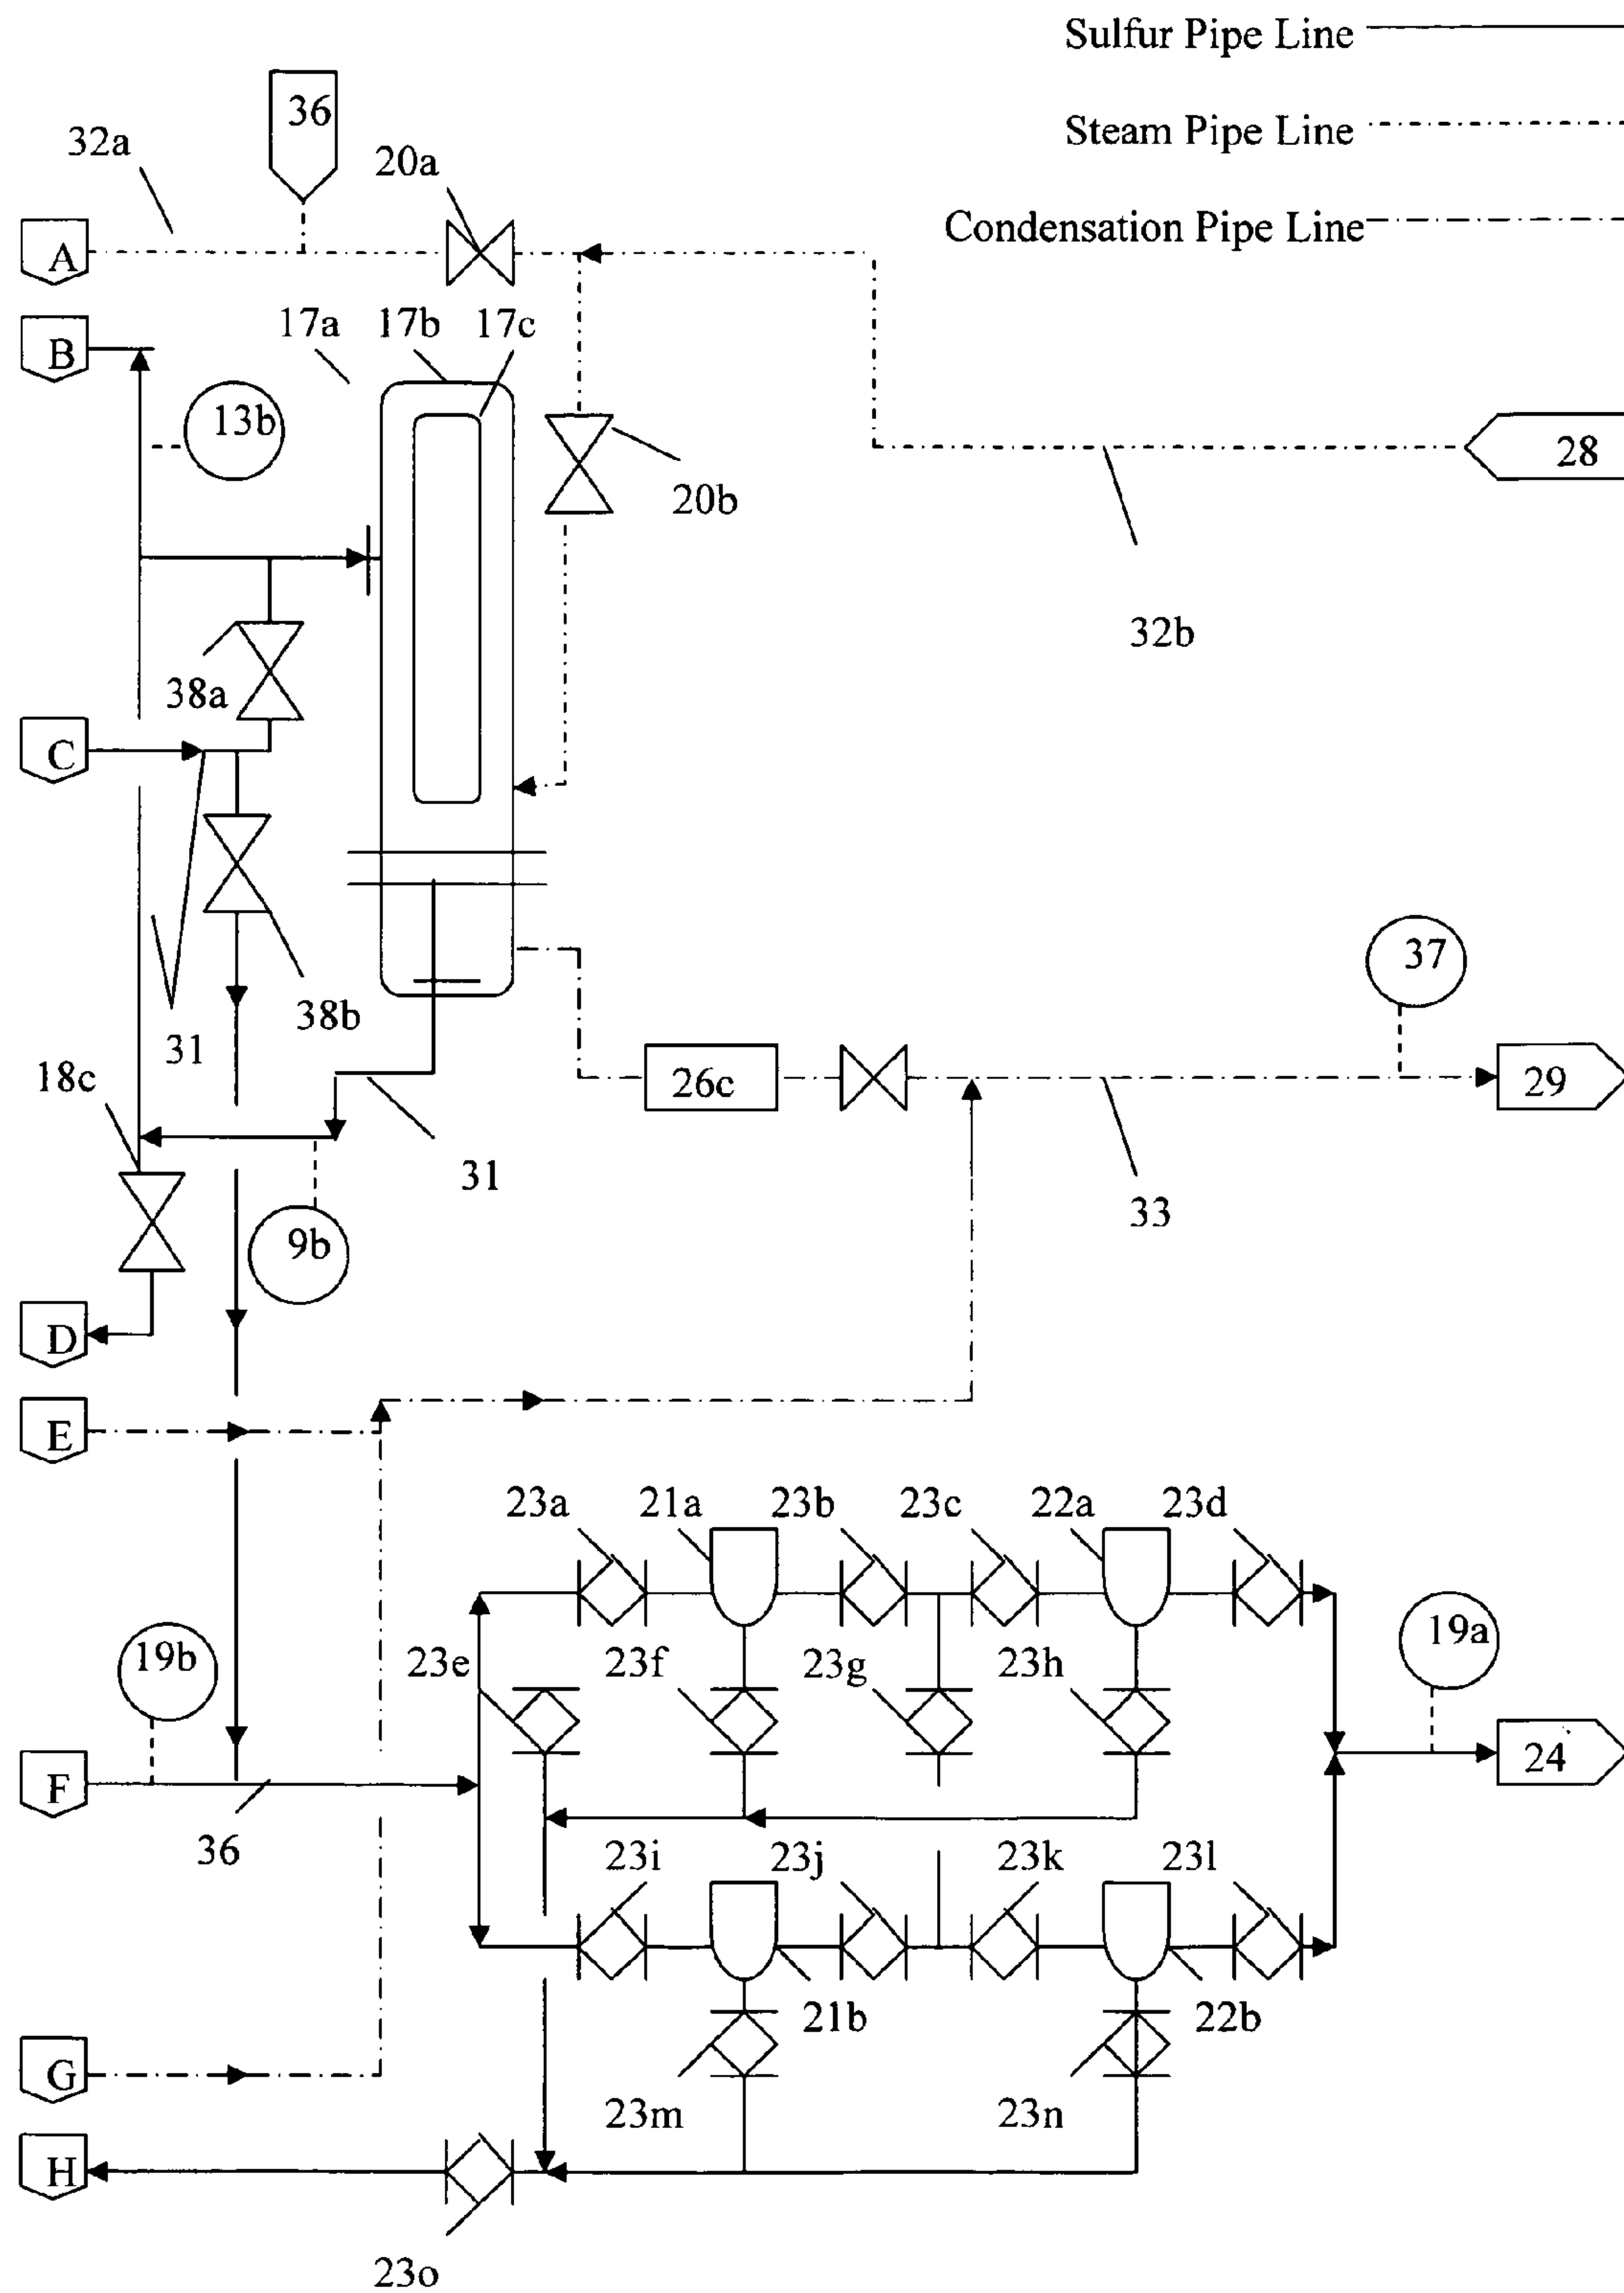 Sulfur Pipe Line
36
Steam Pipe Line
32a
20a
Condensation Pipe Line
A
17a 17b 17c
B
13b
28
20b
32b
38a
C
37
38b
31
18c
26c
29
31
33
9b
D
E
23a 21a 23b 23c 22a 23d
19b
19a
23e 23f 23g 23h
F
24
36
23i 23j 23k 23l
21b 22b
G
23m 23n
H
23o